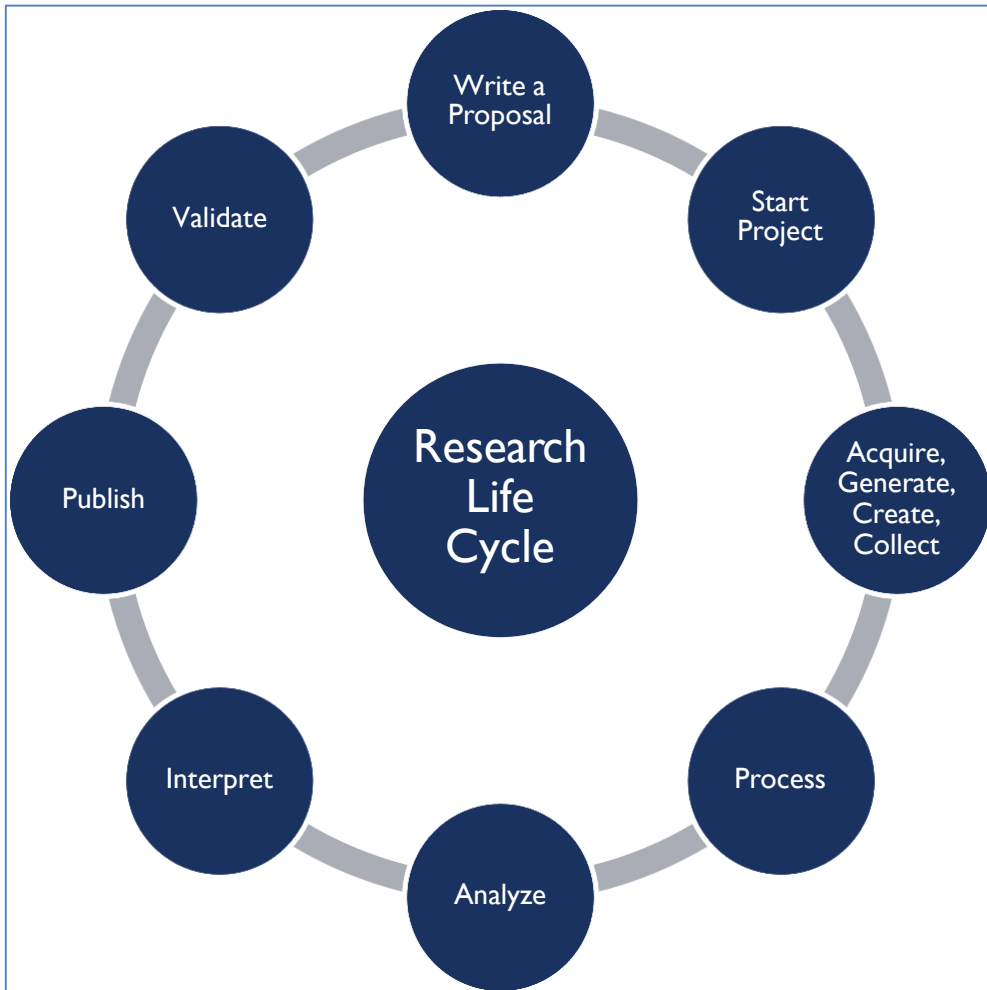 Write a
Proposal
Start
Project
Acquire,
Generate,
Create,
Collect
Process
Analyze
Interpret
Publish
Validate
Research
Life
Cycle